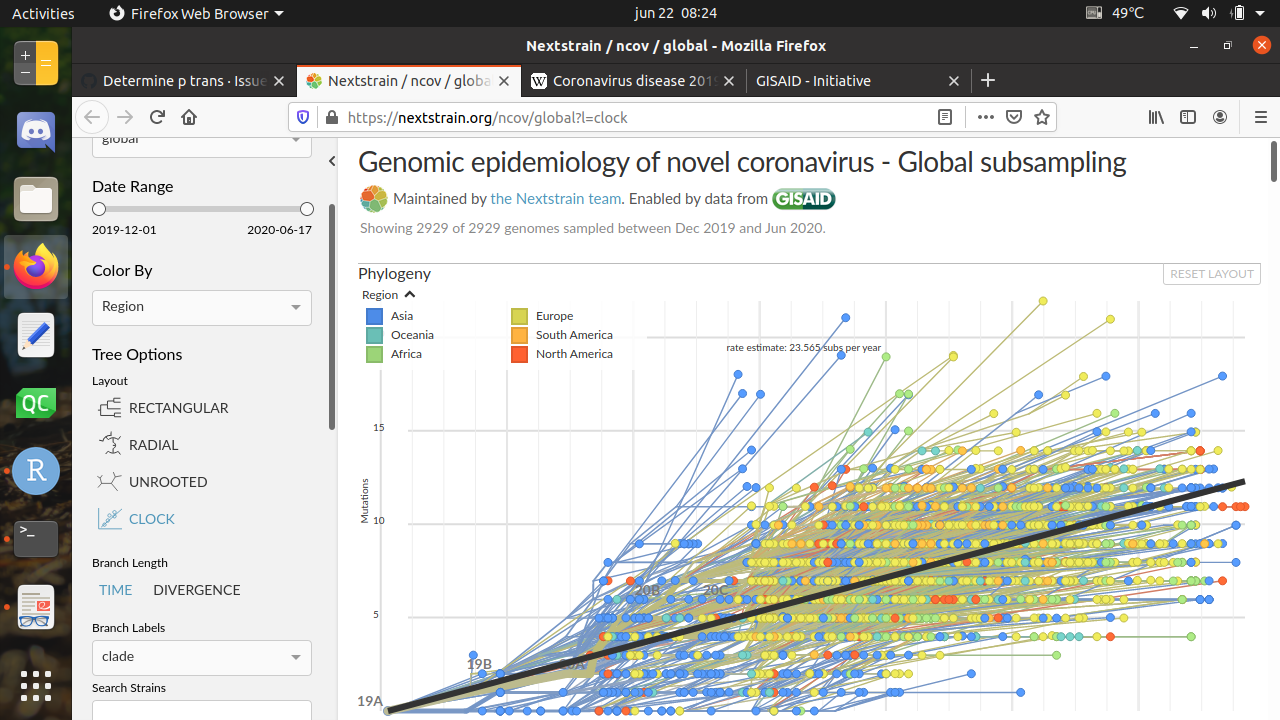 Activities
Firefox Web Browser
jun 22 08:24
49℃
Nextstrain / ncov / global - Mozilla Firefox
Determine p trans · Issue
Nextstrain / ncov / globa
Coronavirus disease 2019
GISAID - Initiative
https://nextstrain.org/ncov/global?l=clock
global
Date Range
2019-12-01
2020-06-17
Color By
Region
Tree Options
Layout
RECTANGULAR
RADIAL
UNROOTED
CLOCK
Branch Length
TIME
DIVERGENCE
Branch Labels
clade
Search Strains
Genomic epidemiology of novel coronavirus - Global subsampling
Maintained by the Nextstrain team. Enabled by data from GISAID
Showing 2929 of 2929 genomes sampled between Dec 2019 and Jun 2020.
Phylogeny
RESET LAYOUT
Region
Asia
Europe
Oceania
South America
Africa
North America
rate estimate: 23.565 subs per year
15
10
5
Mutations
20B
20C
19B
20A
19A
QC
R
>_